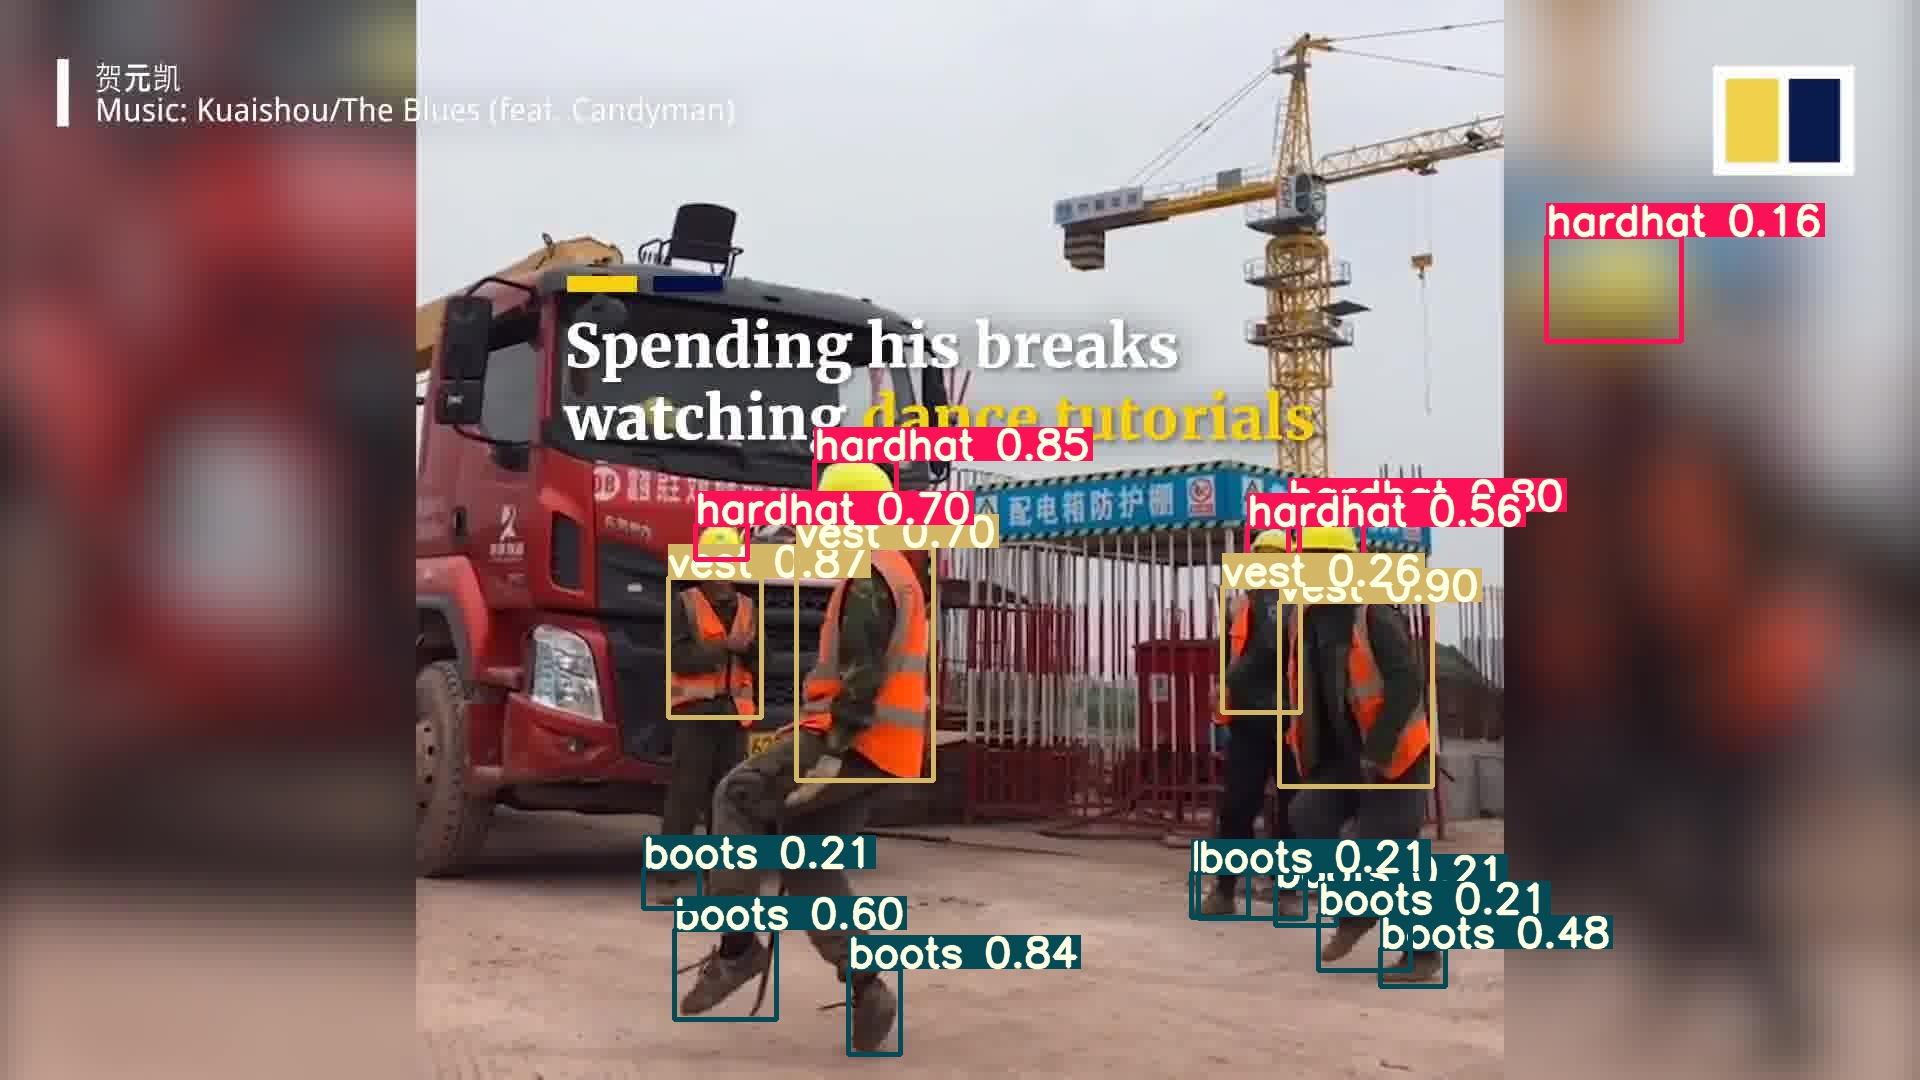 贺元凯
Music: Kuaishou/The Blues (feat. Candyman)
hardhat 0.16
Spending his breaks
watching dance tutorials
hardhat 0.85
hardhat 0.80
hardhat 0.70
hardhat 0.56
配电箱防护棚
vest 0.70
vest 0.87
vest 0.26
vest 0.90
boots 0.21
boots 0.21
boots 0.21
boots 0.21
boots 0.60
boots 0.48
boots 0.84